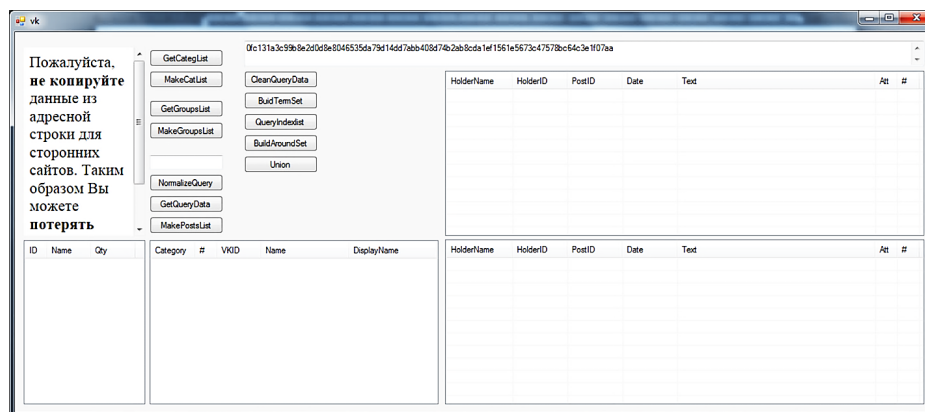 vk
0fc131a3c99b8e2d0d8e8046535da79d14dd7abb408d74b2ab8cda1ef1561e5673c47578bc64c3e1f07aa
Пожалуйста,
не копируйте
данные из
адресной
строки для
сторонних
сайтов. Таким
образом Вы
можете
потерять
GetCategList
MakeCatList
GetGroupsList
MakeGroupsList
NormalizeQuery
GetQueryData
MakePostsList
CleanQueryData
BuidTermSet
QueryIndexlist
BuildAroundSet
Union
HolderName HolderID PostID Date Text Att #
ID Name Qty
Category # VKID Name DisplayName
HolderName HolderID PostID Date Text Att #